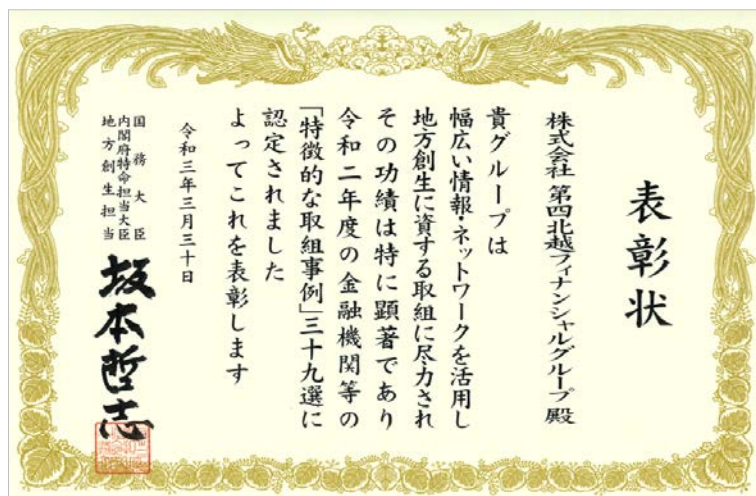 表彰状
株式会社 第四北越フィナンシャルグループ 殿
貴グループは
幅広い情報・ネットワークを活用し
地方創生に資する取組に尽力され
その功績は特に顕著であり
令和二年度の金融機関等の
「特徴的な取組事例」三十九選に
認定されました
よってこれを表彰します
令和三年三月三十日
国務大臣
内閣府特命担当大臣
地方創生担当
坂本哲志